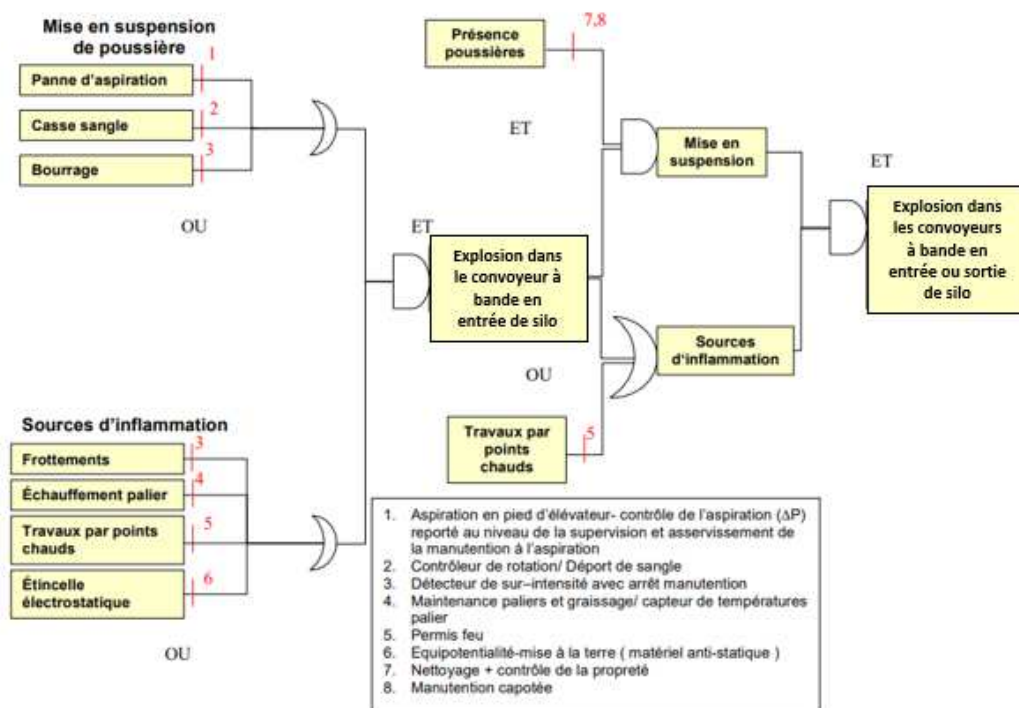 Mise en suspension
de poussière
1
Panne d'aspiration
2
Casse sangle
3
Bourrage
OU
Sources d'inflammation
3
Frottements
4
Échauffement palier
5
Travaux par points
chauds
6
Étincelle
électrostatique
OU
ET
Explosion dans
le convoyeur à
bande en
entrée de silo
7,8
Présence
poussières
ET
Mise en
suspension
OU
Sources
d'inflammation
5
Travaux par
points
chauds
ET
Explosion dans
les convoyeurs
à bande en
entrée ou sortie
de silo
1. Aspiration en pied d'élévateur- contrôle de l'aspiration (ΔP)
reporté au niveau de la supervision et asservissement de
la manutention à l'aspiration
2. Contrôleur de rotation/ Déport de sangle
3. Détecteur de sur–intensité avec arrêt manutention
4. Maintenance paliers et graissage/ capteur de températures
palier
5. Permis feu
6. Equipotentialité-mise à la terre ( matériel anti-statique )
7. Nettoyage + contrôle de la propreté
8. Manutention capotée